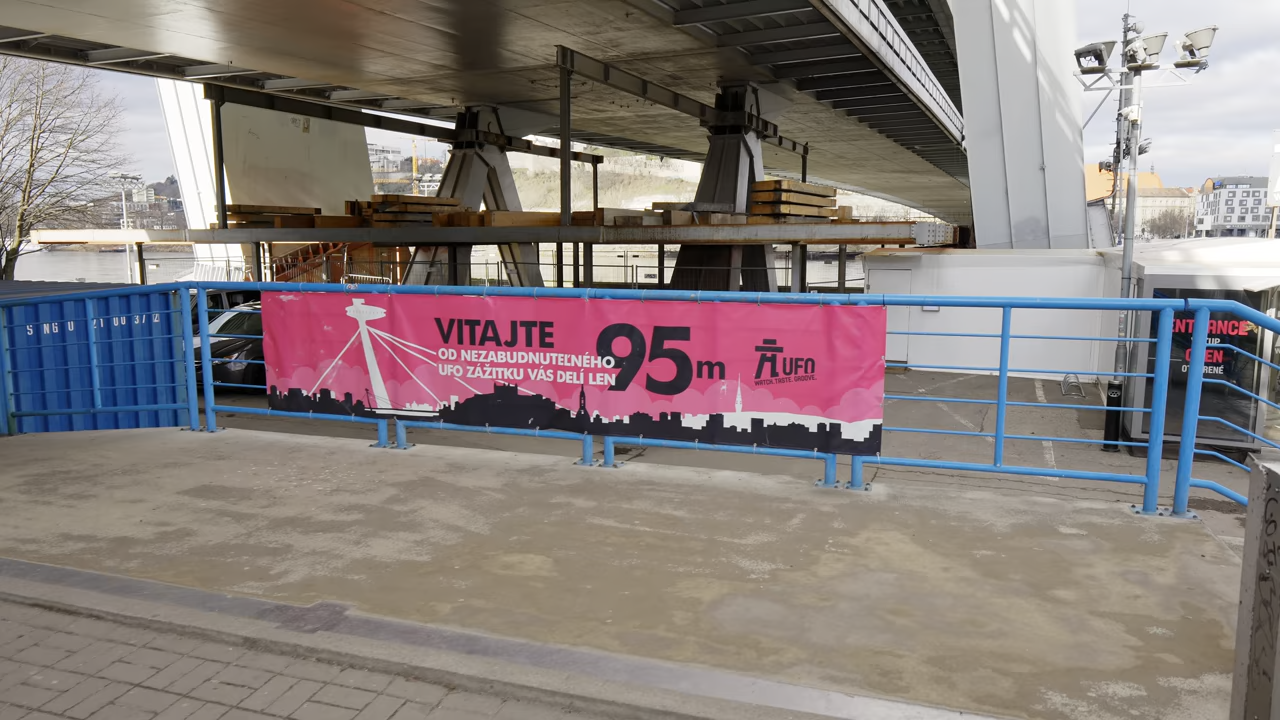 VITAJTE
OD NEZABUDNUTEĽNÉHO
UFO ZÁŽITKU VÁS DELÍ LEN
95m
UFO
WATCH. TASTE. GROOVE.
ENTRANCE
OPEN